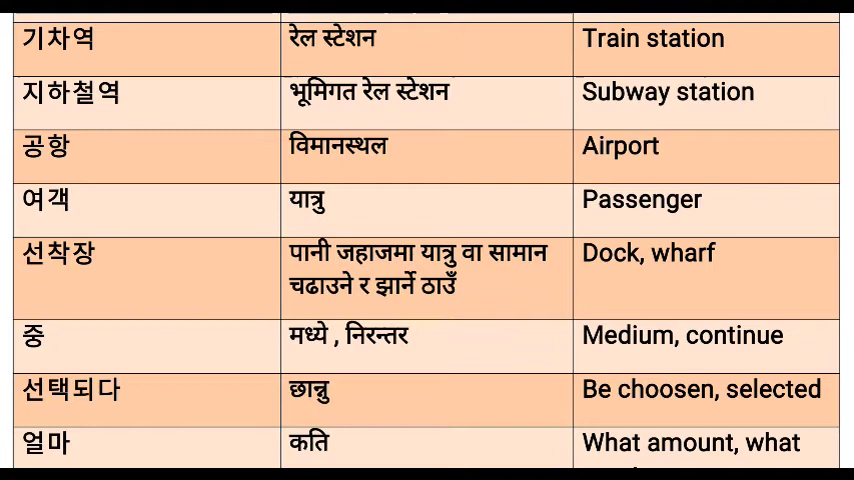 기차역 रेल स्टेशन Train station
지하철역 भूमिगत रेल स्टेशन Subway station
공항 विमानस्थल Airport
여객 यात्रु Passenger
선착장 पानी जहाजमा यात्रु वा सामान Dock, wharf
चढाउने र झार्ने ठाउँ
중 मध्ये , निरन्तर Medium, continue
선택되다 छान्नु Be choosen, selected
얼마 कति What amount, what